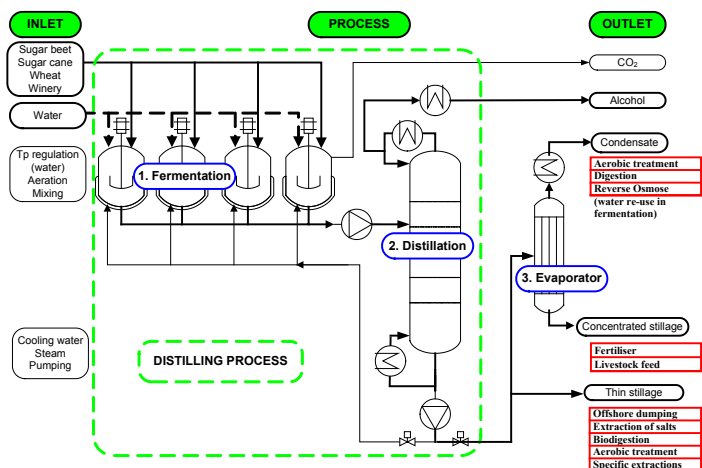 INLET
PROCESS
OUTLET
Sugar beet
Sugar cane
Wheat
Winery
Water
Tp regulation
(water)
Aeration
Mixing
Cooling water
Steam
Pumping
1. Fermentation
2. Distillation
3. Evaporator
DISTILLING PROCESS
CO₂
Alcohol
Condensate
Aerobic treatment
Digestion
Reverse Osmose
(water re-use in
fermentation)
Concentrated stillage
Fertiliser
Livestock feed
Thin stillage
Offshore dumping
Extraction of salts
Biodigestion
Aerobic treatment
Specific extractions